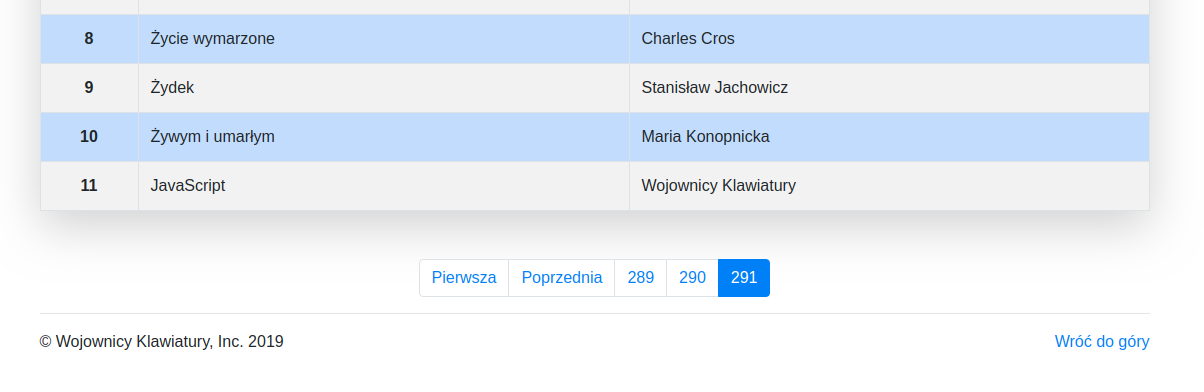 8 Życie wymarzone Charles Cros
9 Żydek Stanisław Jachowicz
10 Żywym i umarłym Maria Konopnicka
11 JavaScript Wojownicy Klawiatury
Pierwsza Poprzednia 289 290 291
© Wojownicy Klawiatury, Inc. 2019 Wróć do góry